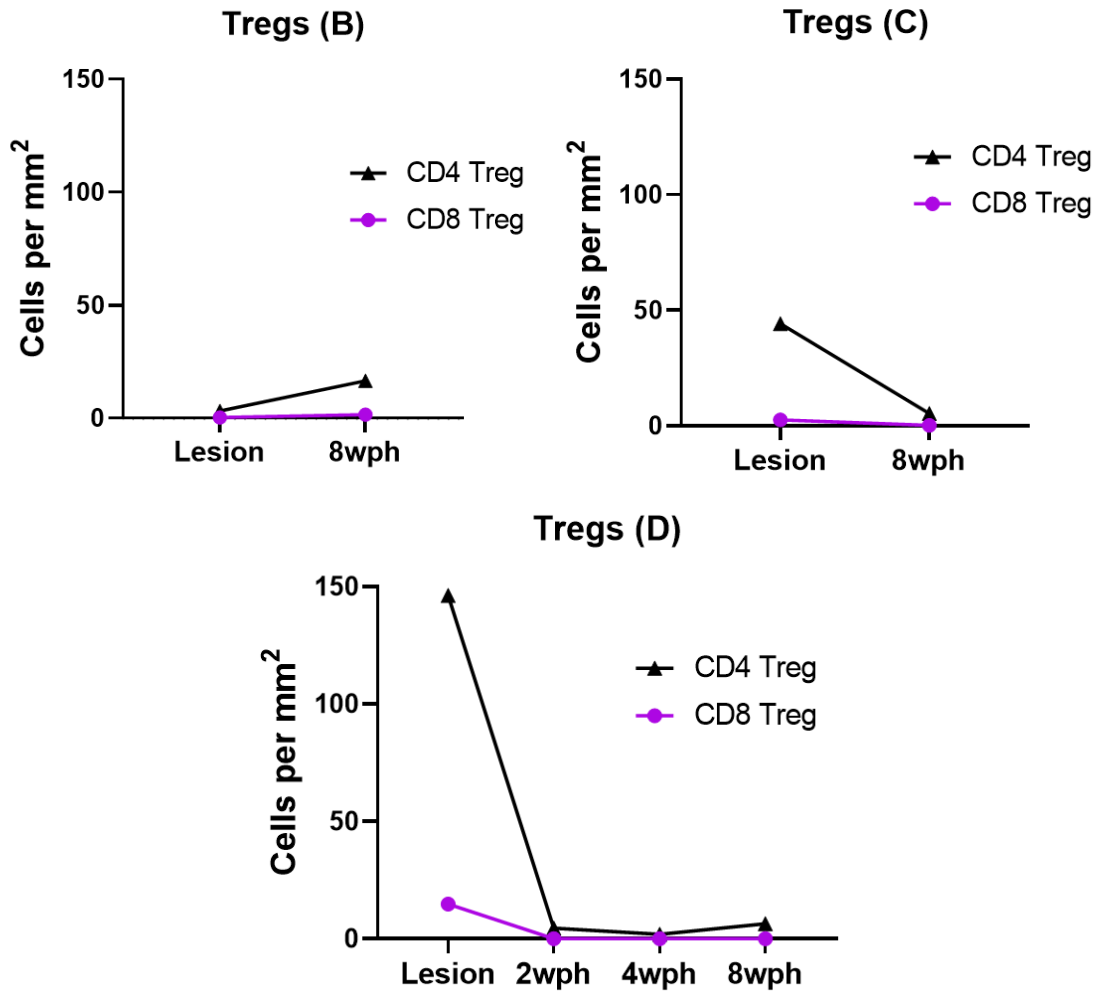 Tregs (B)
150
100
50
0
Cells per mm²
CD4 Treg
CD8 Treg
Lesion 8wph
Tregs (C)
150
100
50
0
Cells per mm²
CD4 Treg
CD8 Treg
Lesion 8wph
Tregs (D)
150
100
50
0
Cells per mm²
CD4 Treg
CD8 Treg
Lesion 2wph 4wph 8wph